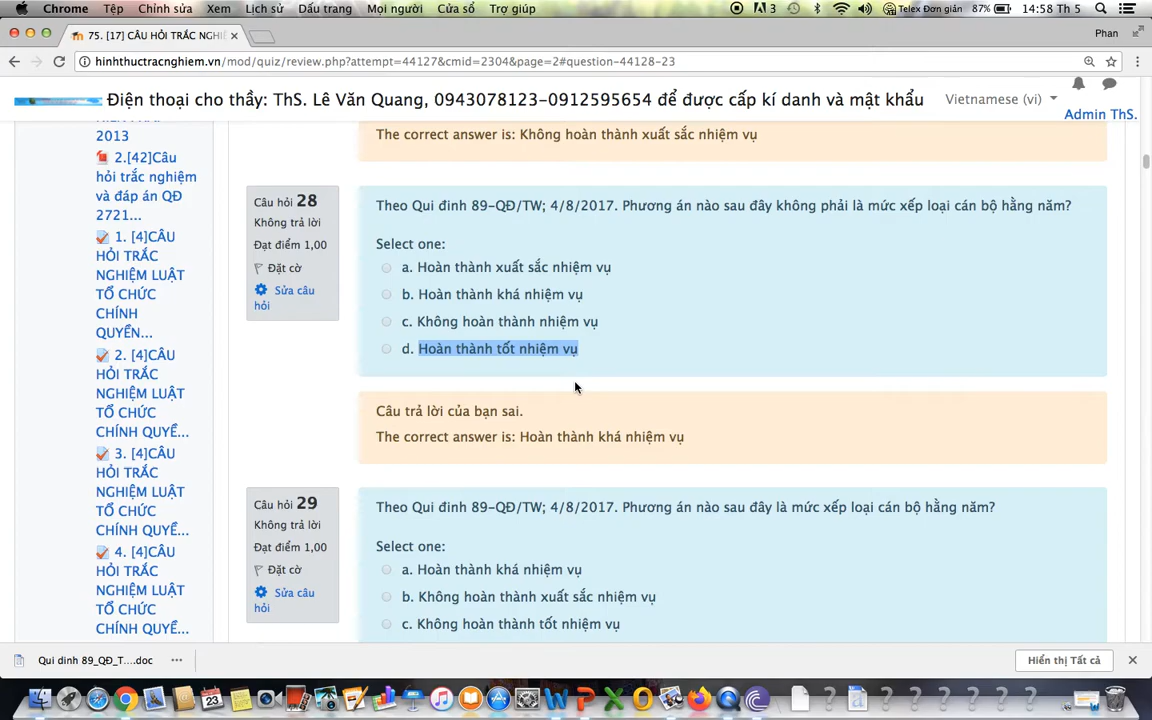 Chrome Tệp Chỉnh sửa Xem Lịch sử Dấu trang Mọi người Cửa sổ Trợ giúp 3 Telex Đơn giản 87% 14:58 Th 5
75. [17] CÂU HỎI TRẮC NGHI
Phan
hinhthuctracnghiem.vn/mod/quiz/review.php?attempt=44127&cmid=2304&page=2#question-44128-23
Điện thoại cho thầy: ThS. Lê Văn Quang, 0943078123-0912595654 để được cấp kí danh và mật khẩu
Vietnamese (vi)
Admin ThS.
2013
2.[42]Câu
hỏi trắc nghiệm
và đáp án QĐ
2721...
1. [4]CÂU
HỎI TRẮC
NGHIỆM LUẬT
TỔ CHỨC
CHÍNH
QUYỀN...
2. [4]CÂU
HỎI TRẮC
NGHIỆM LUẬT
TỔ CHỨC
CHÍNH QUYỀ...
3. [4]CÂU
HỎI TRẮC
NGHIỆM LUẬT
TỔ CHỨC
CHÍNH QUYỀ...
4. [4]CÂU
HỎI TRẮC
NGHIỆM LUẬT
TỔ CHỨC
CHÍNH QUYỀ...
The correct answer is: Không hoàn thành xuất sắc nhiệm vụ
Câu hỏi 28
Không trả lời
Đạt điểm 1,00
Đặt cờ
Sửa câu
hỏi
Theo Qui đinh 89-QĐ/TW; 4/8/2017. Phương án nào sau đây không phải là mức xếp loại cán bộ hằng năm?
Select one:
a. Hoàn thành xuất sắc nhiệm vụ
b. Hoàn thành khá nhiệm vụ
c. Không hoàn thành nhiệm vụ
d. Hoàn thành tốt nhiệm vụ
Câu trả lời của bạn sai.
The correct answer is: Hoàn thành khá nhiệm vụ
Câu hỏi 29
Không trả lời
Đạt điểm 1,00
Đặt cờ
Sửa câu
hỏi
Theo Qui đinh 89-QĐ/TW; 4/8/2017. Phương án nào sau đây là mức xếp loại cán bộ hằng năm?
Select one:
a. Hoàn thành khá nhiệm vụ
b. Không hoàn thành xuất sắc nhiệm vụ
c. Không hoàn thành tốt nhiệm vụ
Qui dinh 89_QĐ_T....doc
Hiển thị Tất cả